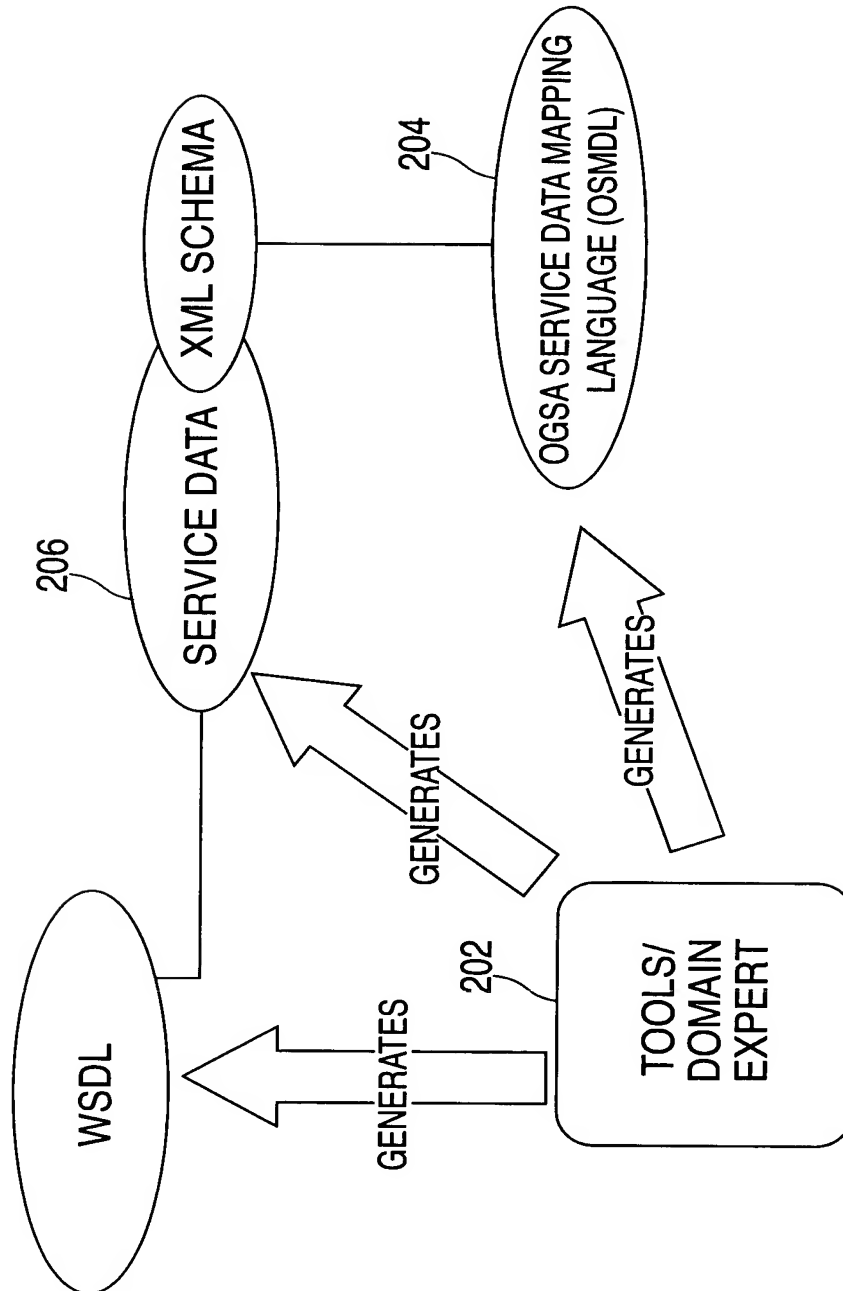 WSDL
206
SERVICE DATA
XML SCHEMA
204
OGSA SERVICE DATA MAPPING
LANGUAGE (OSMDL)
GENERATES
GENERATES
GENERATES
202
TOOLS/
DOMAIN
EXPERT